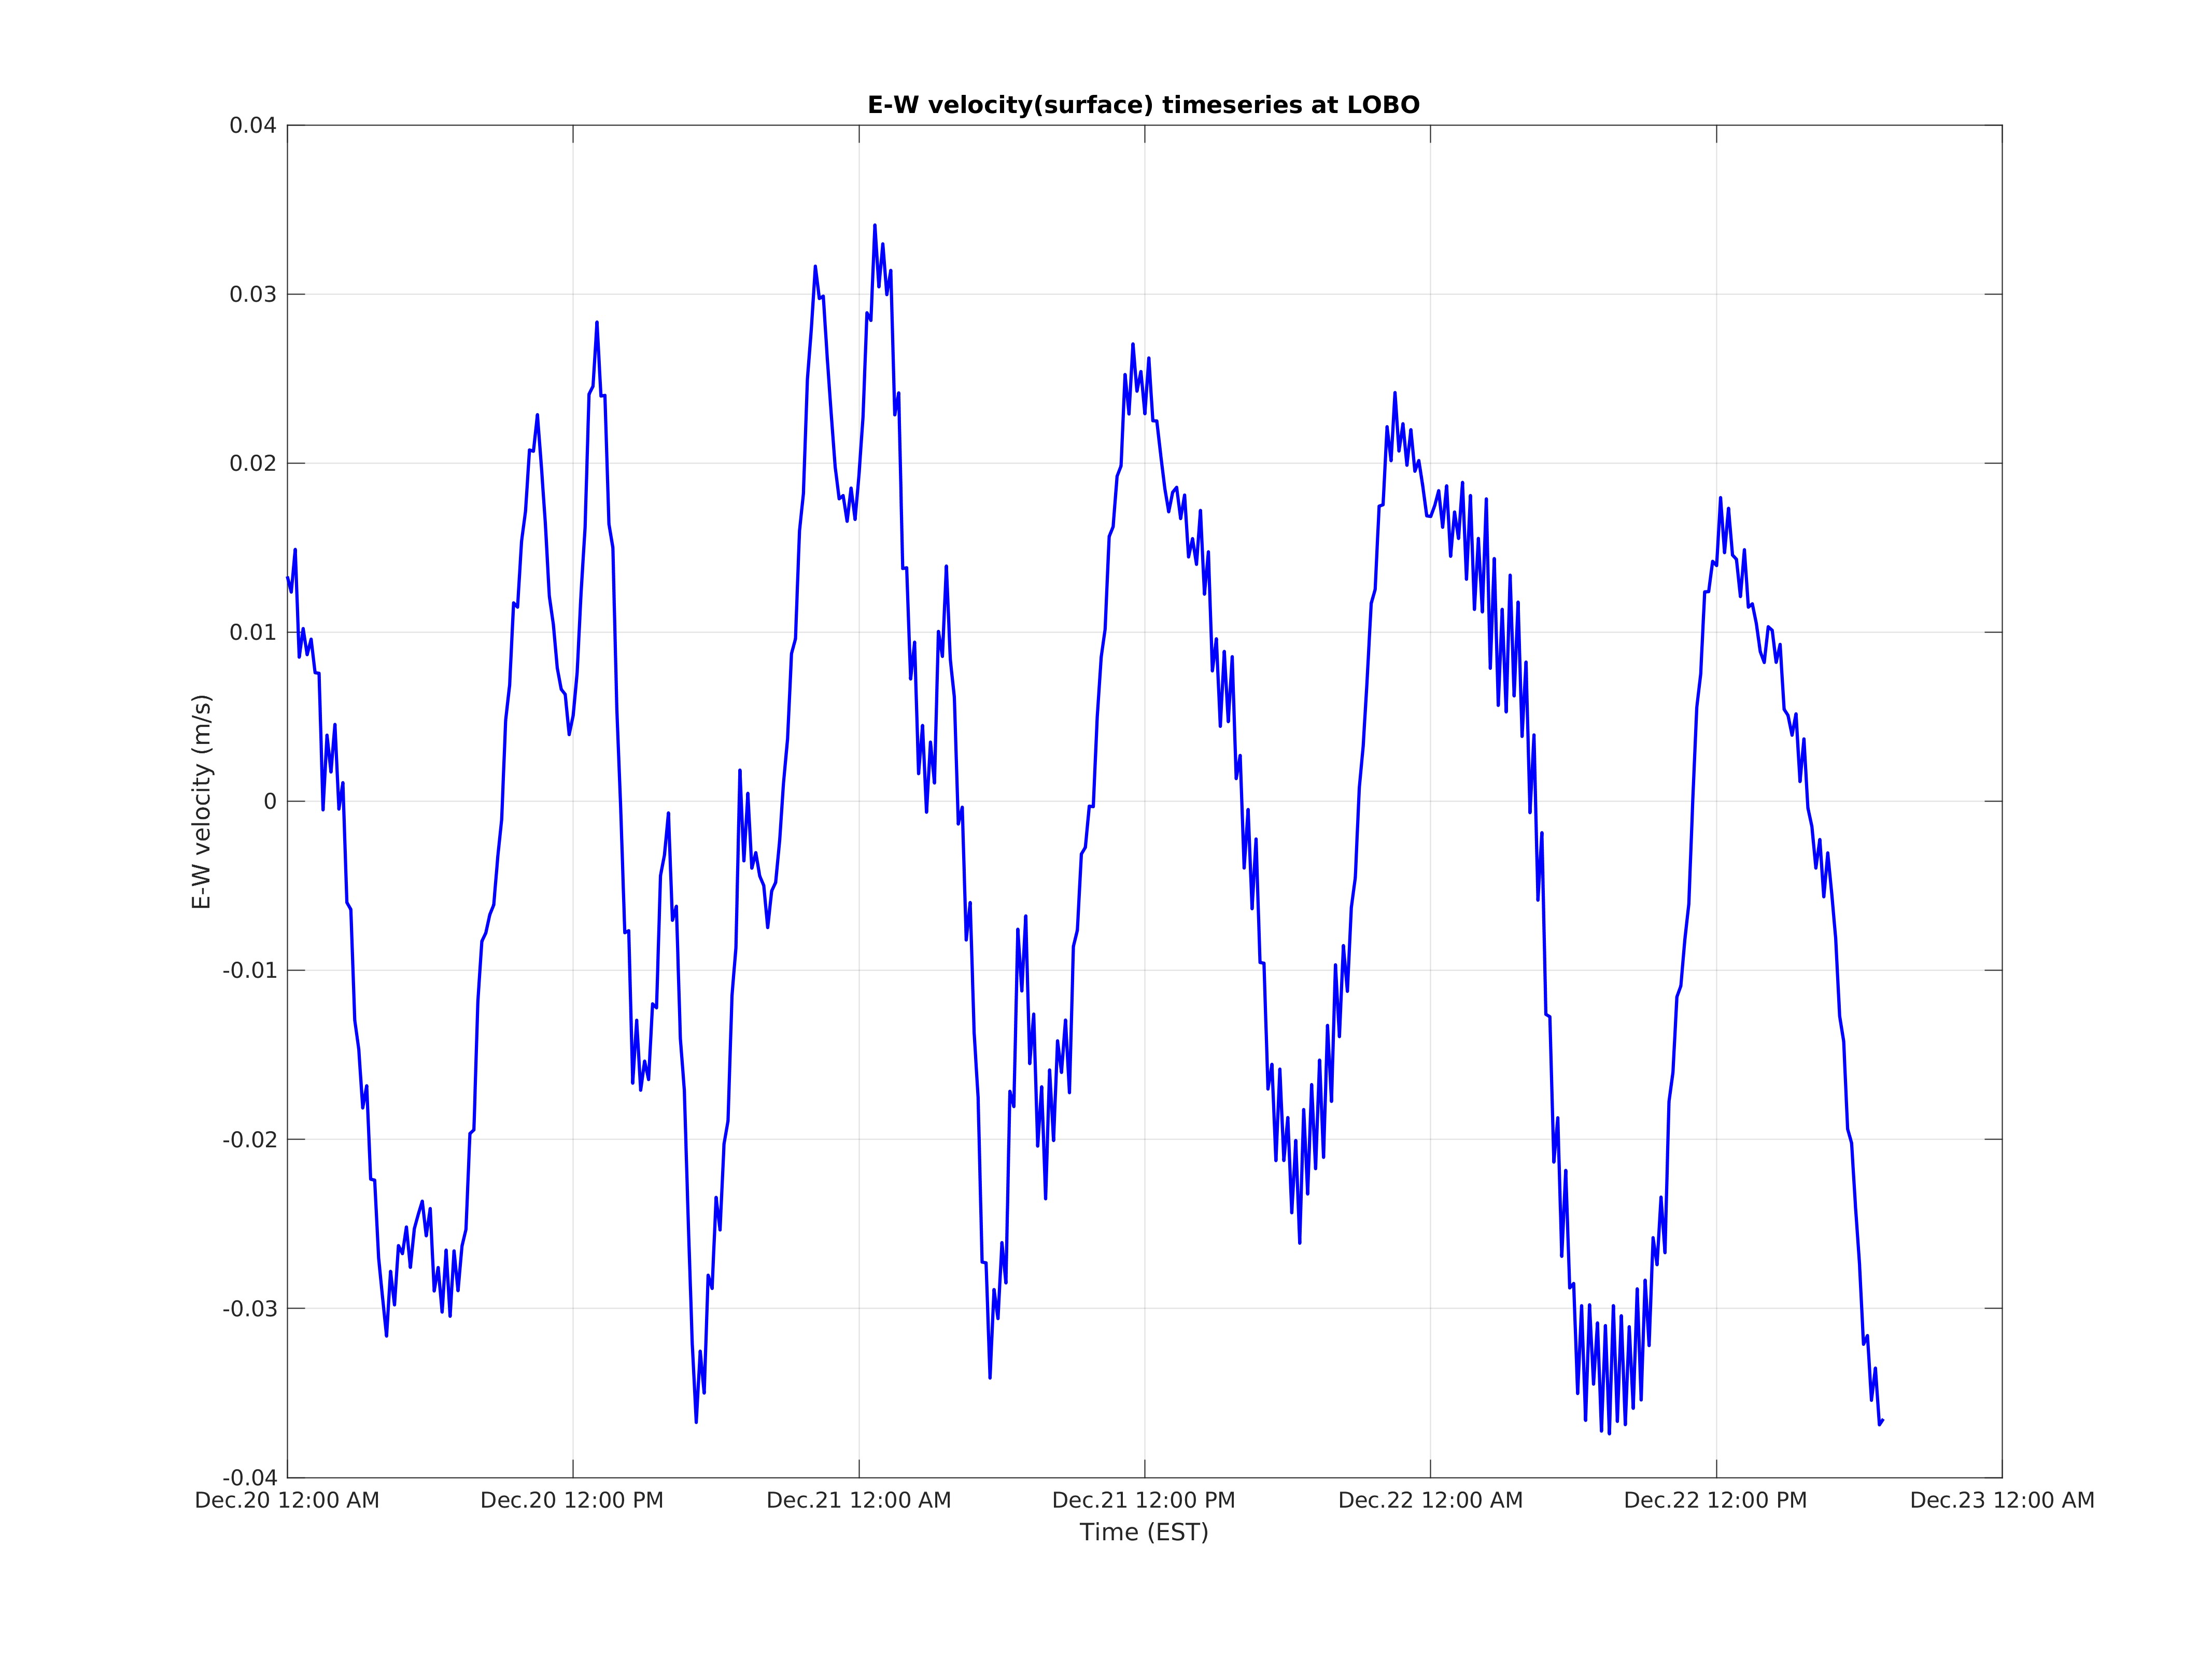 E-W velocity(surface) timeseries at LOBO
0.04
0.03
0.02
0.01
0
-0.01
-0.02
-0.03
-0.04
E-W velocity (m/s)
Dec.20 12:00 AM
Dec.20 12:00 PM
Dec.21 12:00 AM
Dec.21 12:00 PM
Dec.22 12:00 AM
Dec.22 12:00 PM
Dec.23 12:00 AM
Time (EST)